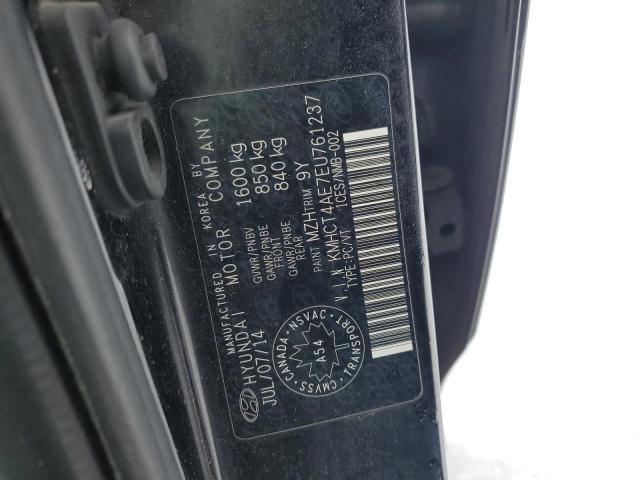 MANUFACTURED IN KOREA BY
HYUNDAI MOTOR COMPANY
JUL/07/14
GVWR/PNBV 1600 kg
GAWR/PNBE FRONT 850 kg
GAWR/PNBE REAR 840 kg
PAINT MZH TRIM 9Y
V I N KMHCT4AE7EU761237
TYPE:PC/VT ICES/NMB-002
CANADA · NSVAC · TRANSPORT · CMVSS
A54